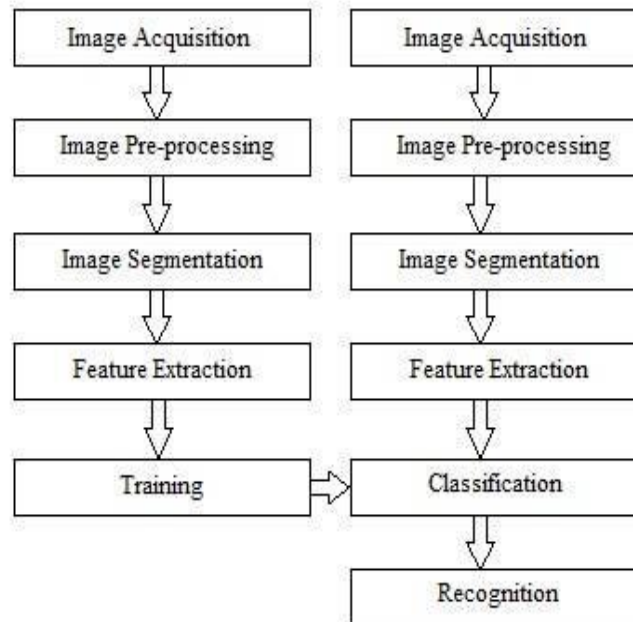 Image Acquisition
Image Pre-processing
Image Segmentation
Feature Extraction
Training
Image Acquisition
Image Pre-processing
Image Segmentation
Feature Extraction
Classification
Recognition